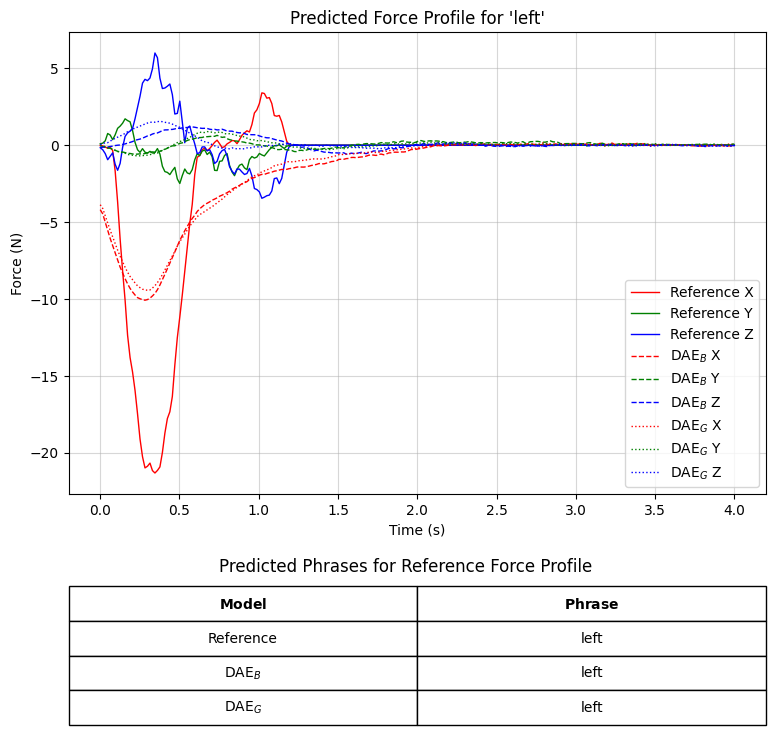 Predicted Force Profile for 'left'
Force (N)
5
0
−5
−10
−15
−20
0.0 0.5 1.0 1.5 2.0 2.5 3.0 3.5 4.0
Time (s)
Reference X
Reference Y
Reference Z
DAE_B X
DAE_B Y
DAE_B Z
DAE_G X
DAE_G Y
DAE_G Z
Predicted Phrases for Reference Force Profile
Model Phrase
Reference left
DAE_B left
DAE_G left